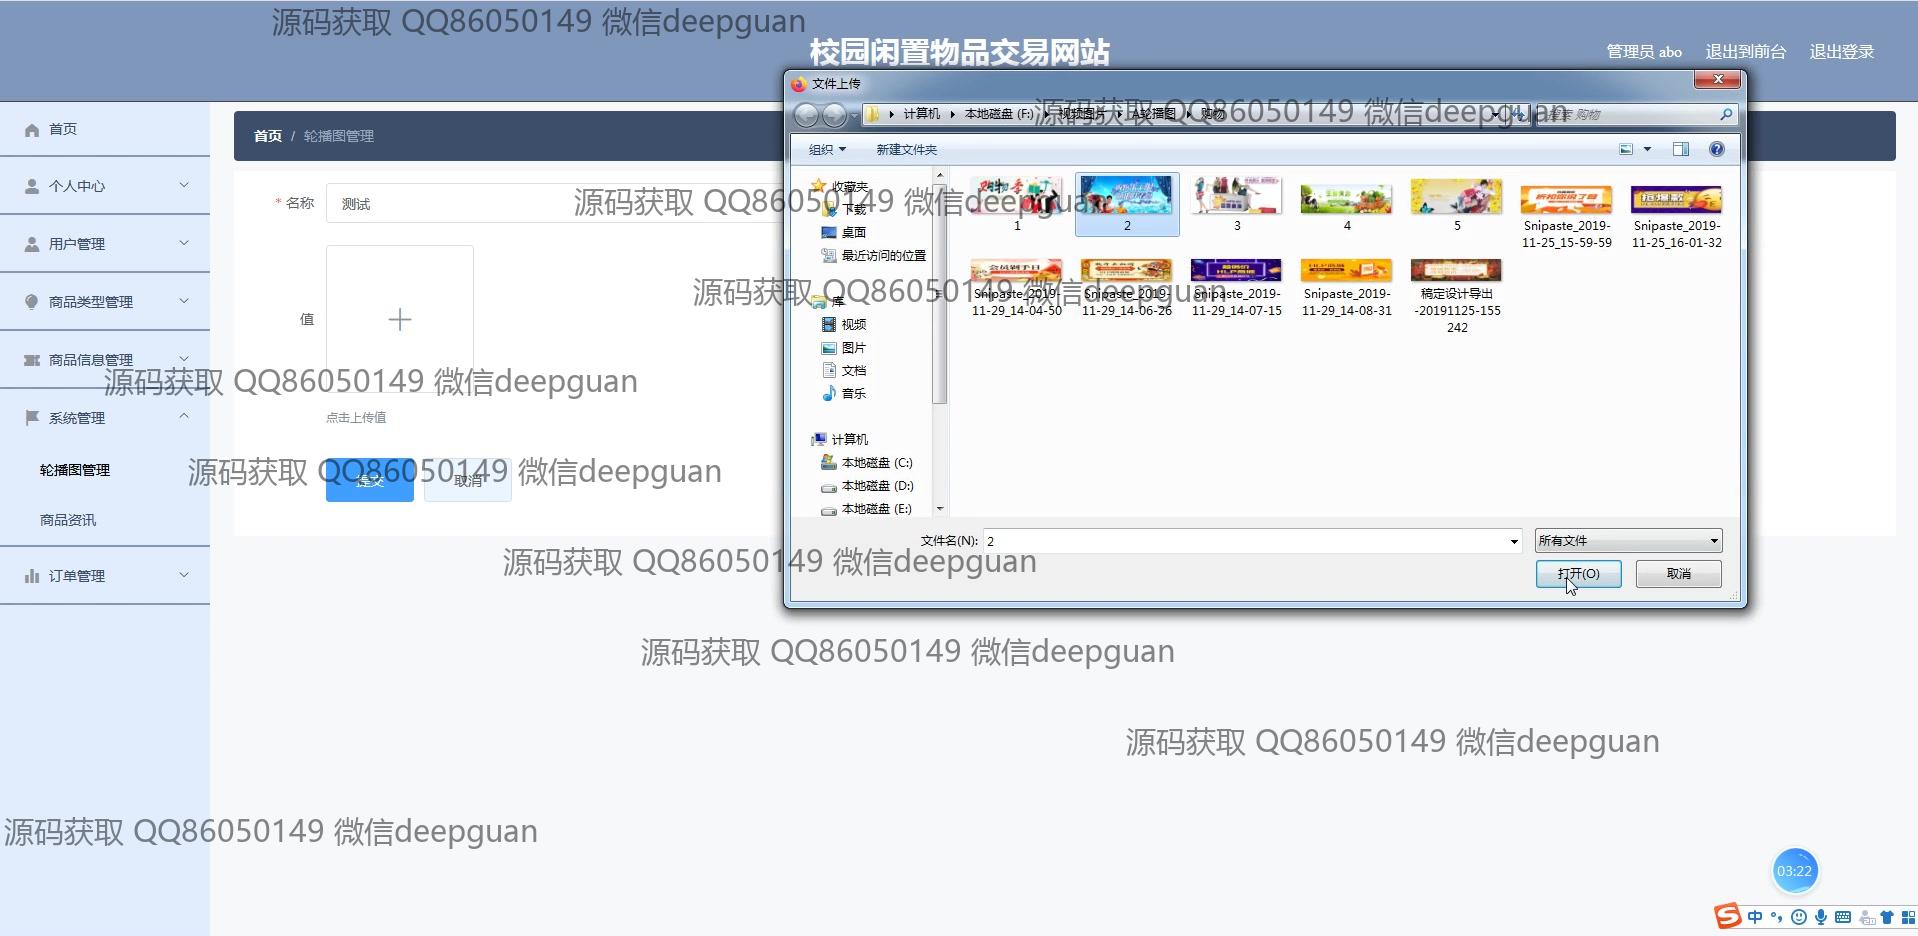 源码获取 QQ86050149 微信deepguan
校园闲置物品交易网站
管理员 abo
退出到前台
退出登录
首页
个人中心
用户管理
商品类型管理
商品信息管理
系统管理
轮播图管理
商品资讯
订单管理
首页 / 轮播图管理
* 名称
测试
值
点击上传值
提交
取消
文件上传
计算机
本地磁盘 (F:)
视频图片
A轮播图
购物
搜索 购物
组织
新建文件夹
收藏夹
下载
桌面
最近访问的位置
库
视频
图片
文档
音乐
计算机
本地磁盘 (C:)
本地磁盘 (D:)
本地磁盘 (E:)
购物季
1
2
3
4
5
Snipaste_2019-
11-25_15-59-59
Snipaste_2019-
11-25_16-01-32
Snipaste_2019-
11-29_14-04-50
Snipaste_2019-
11-29_14-06-26
Snipaste_2019-
11-29_14-07-15
Snipaste_2019-
11-29_14-08-31
稿定设计导出
-20191125-155
242
文件名(N):
2
所有文件
打开(O)
取消
源码获取 QQ86050149 微信deepguan
源码获取 QQ86050149 微信deepguan
源码获取 QQ86050149 微信deepguan
源码获取 QQ86050149 微信deepguan
源码获取 QQ86050149 微信deepguan
源码获取 QQ86050149 微信deepguan
源码获取 QQ86050149 微信deepguan
源码获取 QQ86050149 微信deepguan
源码获取 QQ86050149 微信deepguan
03:22
中